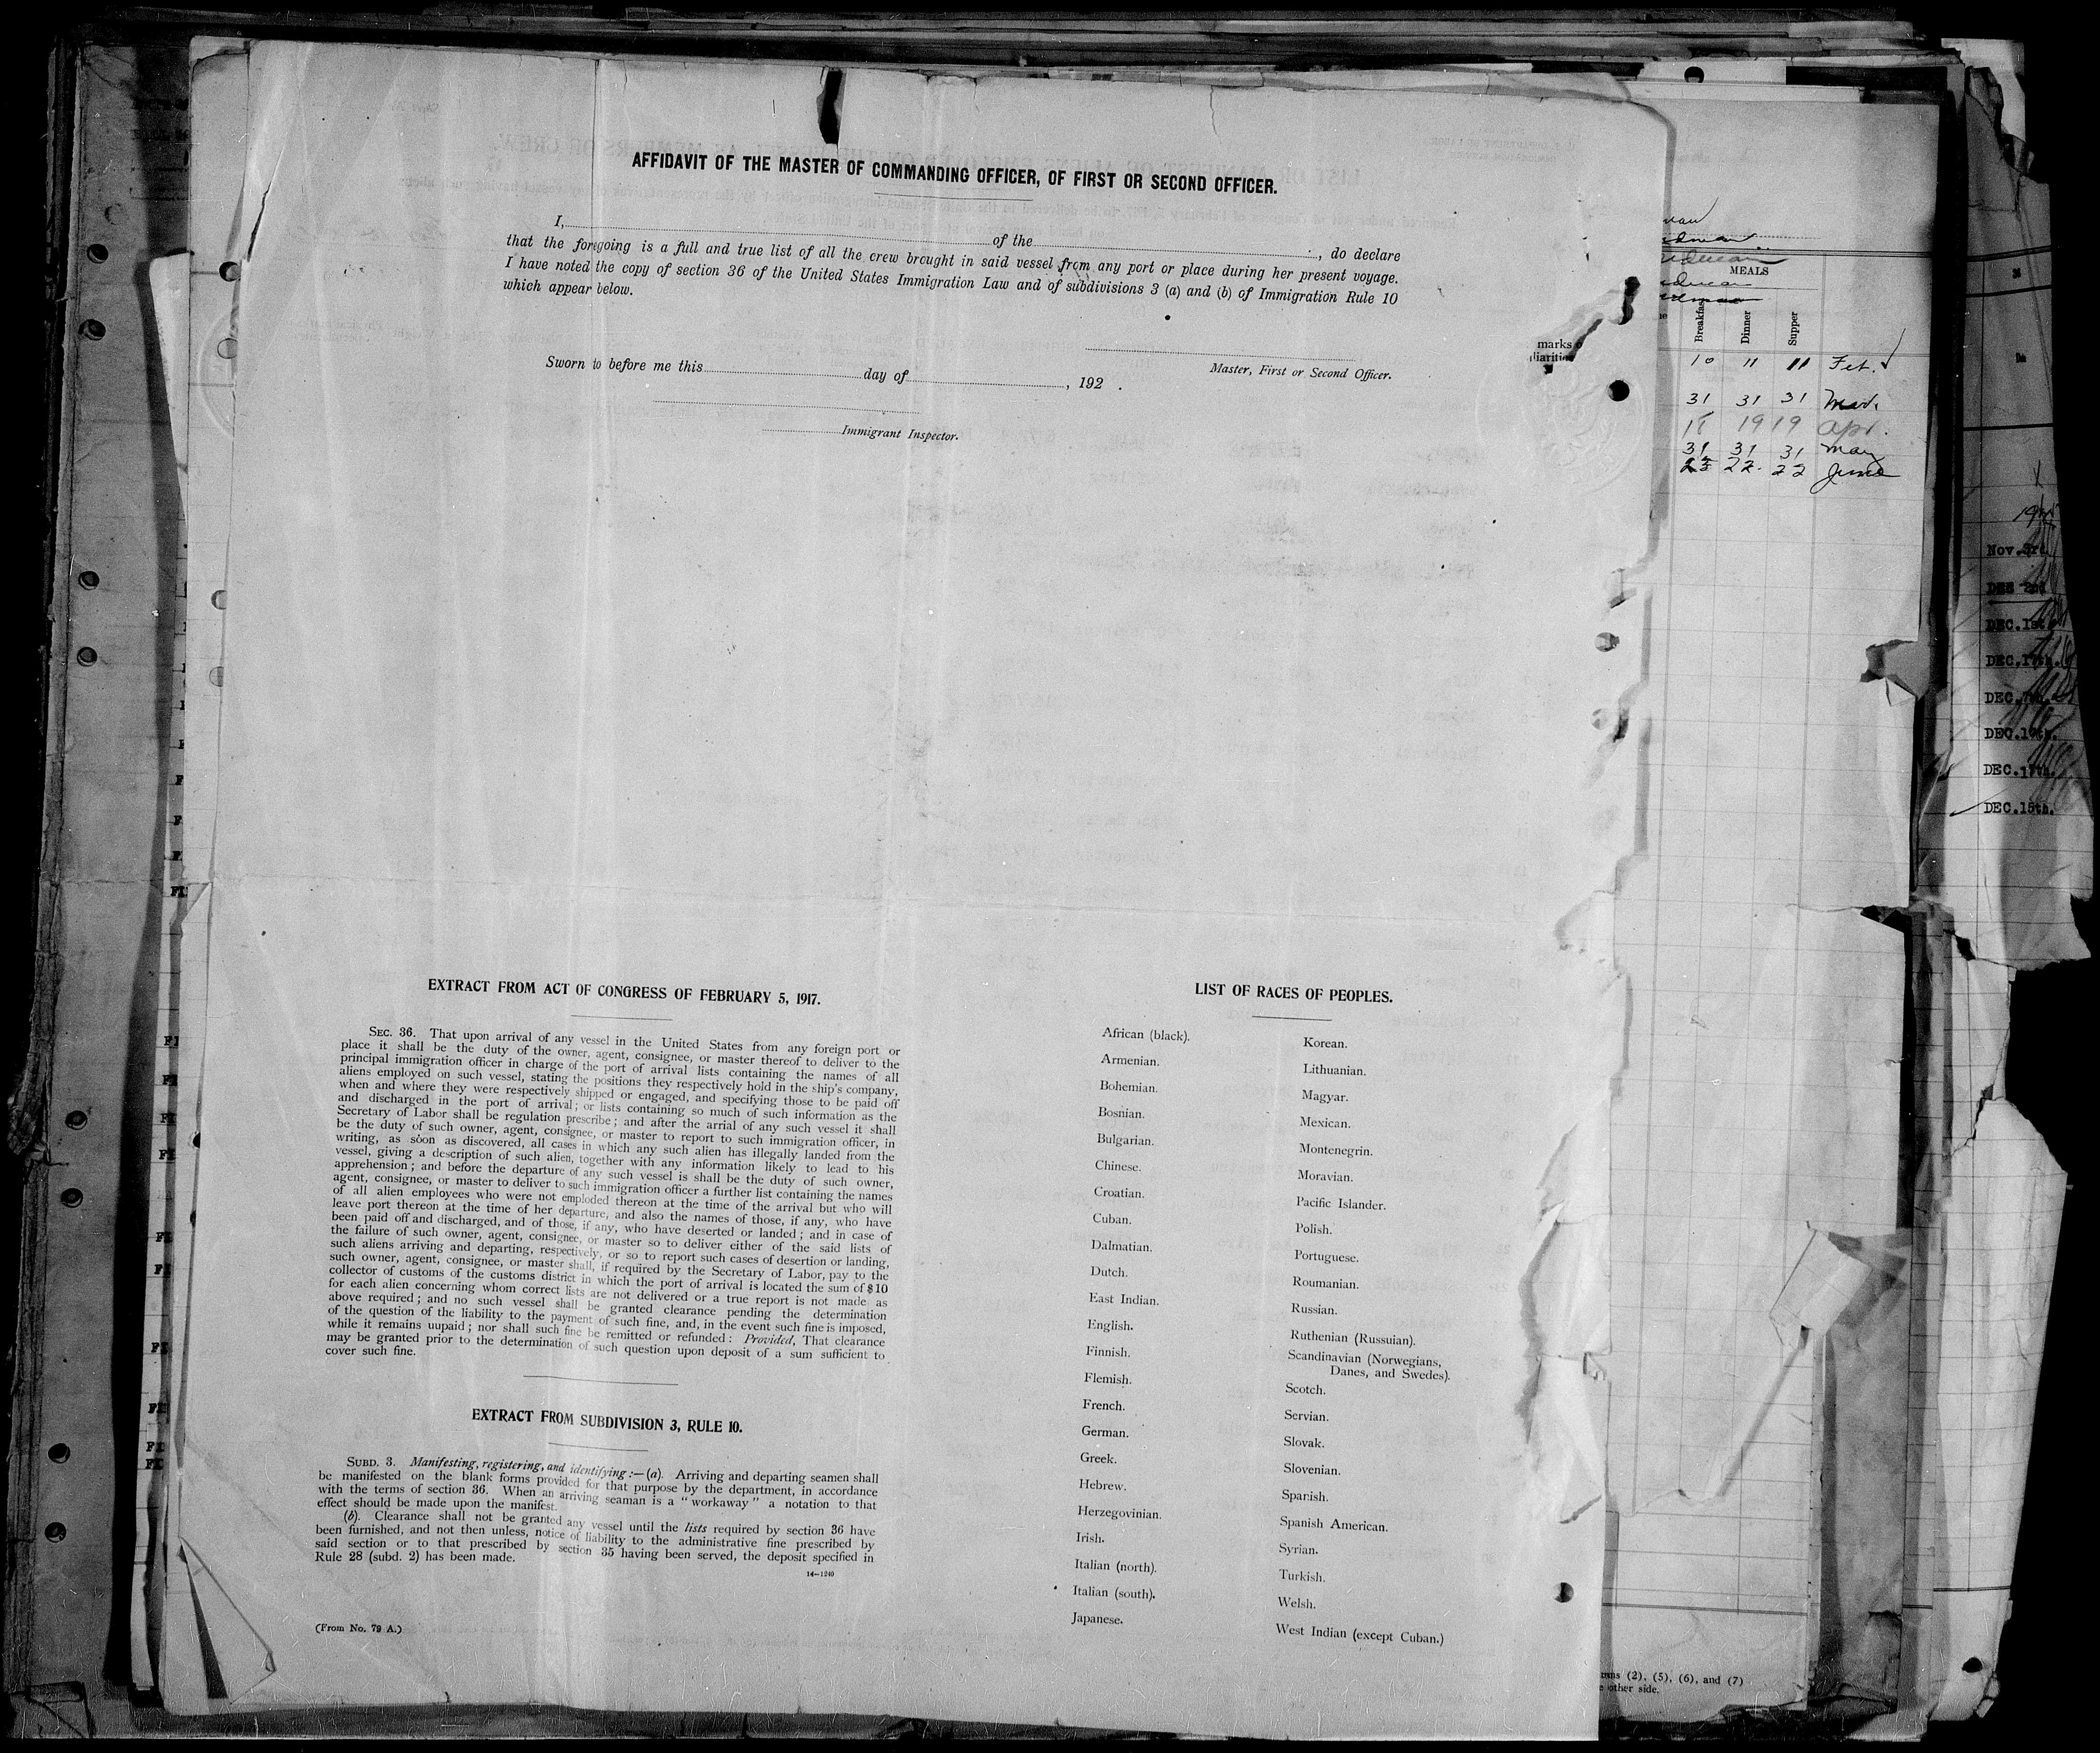 AFFIDAVIT OF THE MASTER OF COMMANDING OFFICER, OF FIRST OR SECOND OFFICER.
I, of the , do declare
that the foregoing is a full and true list of all the crew brought in said vessel from any port or place during her present voyage.
I have noted the copy of section 36 of the United States Immigration Law and of subdivisions 3 (a) and (b) of Immigration Rule 10
which appear below.
Master, First or Second Officer.
Sworn to before me this day of , 192 .
Immigrant Inspector.
EXTRACT FROM ACT OF CONGRESS OF FEBRUARY 5, 1917.
SEC. 36. That upon arrival of any vessel in the United States from any foreign port or
place it shall be the duty of the owner, agent, consignee, or master thereof to deliver to the
principal immigration officer in charge of the port of arrival lists containing the names of all
aliens employed on such vessel, stating the positions they respectively hold in the ship's company,
when and where they were respectively shipped or engaged, and specifying those to be paid off
and discharged in the port of arrival; or lists containing so much of such information as the
Secretary of Labor shall be regulation prescribe; and after the arrial of any such vessel it shall
be the duty of such owner, agent, consignee, or master to report to such immigration officer, in
writing, as soon as discovered, all cases in which any such alien has illegally landed from the
vessel, giving a description of such alien, together with any information likely to lead to his
apprehension; and before the departure of any such vessel is shall be the duty of such owner,
agent, consignee, or master to deliver to such immigration officer a further list containing the names
of all alien employees who were not emploded thereon at the time of the arrival but who will
leave port thereon at the time of her departure, and also the names of those, if any, who have
been paid off and discharged, and of those, if any, who have deserted or landed; and in case of
the failure of such owner, agent, consignee, or master so to deliver either of the said lists of
such aliens arriving and departing, respectively, or so to report such cases of desertion or landing,
such owner, agent, consignee, or master shall, if required by the Secretary of Labor, pay to the
collector of customs of the customs district in which the port of arrival is located the sum of $10
for each alien concerning whom correct lists are not delivered or a true report is not made as
above required; and no such vessel shall be granted clearance pending the determination
of the question of the liability to the payment of such fine, and, in the event such fine is imposed,
while it remains uupaid; nor shall such fine be remitted or refunded: Provided, That clearance
may be granted prior to the determination of such question upon deposit of a sum sufficient to
cover such fine.
EXTRACT FROM SUBDIVISION 3, RULE 10.
SUBD. 3. Manifesting, registering, and identifying:—(a). Arriving and departing seamen shall
be manifested on the blank forms provided for that purpose by the department, in accordance
with the terms of section 36. When an arriving seaman is a "workaway" a notation to that
effect should be made upon the manifest.
(b). Clearance shall not be granted any vessel until the lists required by section 36 have
been furnished, and not then unless, notice of liability to the administrative fine prescribed by
said section or to that prescribed by section 35 having been served, the deposit specified in
Rule 28 (subd. 2) has been made.
14—1240
(From No. 79 A.)
LIST OF RACES OF PEOPLES.
African (black).
Armenian.
Bohemian.
Bosnian.
Bulgarian.
Chinese.
Croatian.
Cuban.
Dalmatian.
Dutch.
East Indian.
English.
Finnish.
Flemish.
French.
German.
Greek.
Hebrew.
Herzegovinian.
Irish.
Italian (north).
Italian (south).
Japanese.
Korean.
Lithuanian.
Magyar.
Mexican.
Montenegrin.
Moravian.
Pacific Islander.
Polish.
Portuguese.
Roumanian.
Russian.
Ruthenian (Russuian).
Scandinavian (Norwegians,
Danes, and Swedes).
Scotch.
Servian.
Slovak.
Slovenian.
Spanish.
Spanish American.
Syrian.
Turkish.
Welsh.
West Indian (except Cuban.)
marks
MEALS
Breakfast Dinner Supper
10 11 11 Feb.
31 31 31 Mar.
18 19 19 Apr.
31 31 31 May
22 22 June
(2), (5), (6), and (7)
other side.
Nov. 3rd
DEC. 1st.
DEC. 17th.
DEC. 7th.
DEC. 17th.
DEC. 17th.
DEC. 15th.